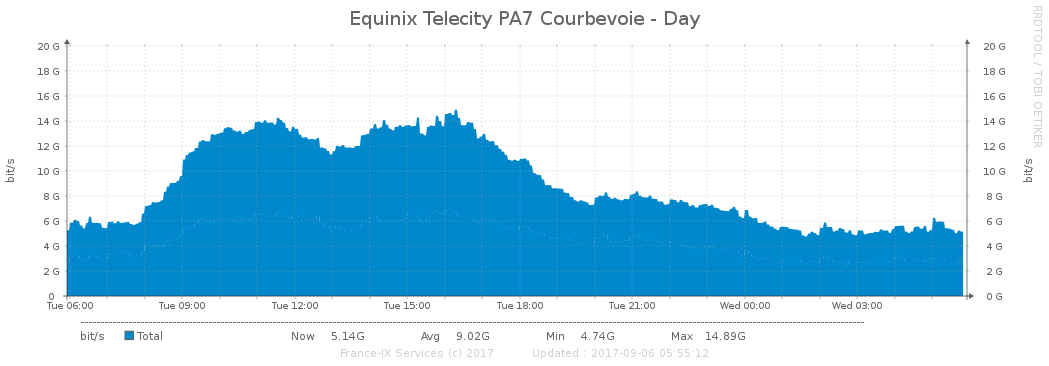 Equinix Telecity PA7 Courbevoie - Day
RRDTOOL / TOBI OETIKER
20 G 20 G
18 G 18 G
16 G 16 G
14 G 14 G
12 G 12 G
10 G 10 G
8 G 8 G
6 G 6 G
4 G 4 G
2 G 2 G
0 0 G
bit/s
bit/s
Tue 06:00 Tue 09:00 Tue 12:00 Tue 15:00 Tue 18:00 Tue 21:00 Wed 00:00 Wed 03:00
bit/s Total Now 5.14G Avg 9.02G Min 4.74G Max 14.89G
France-IX Services (c) 2017 Updated : 2017-09-06 05:55:12